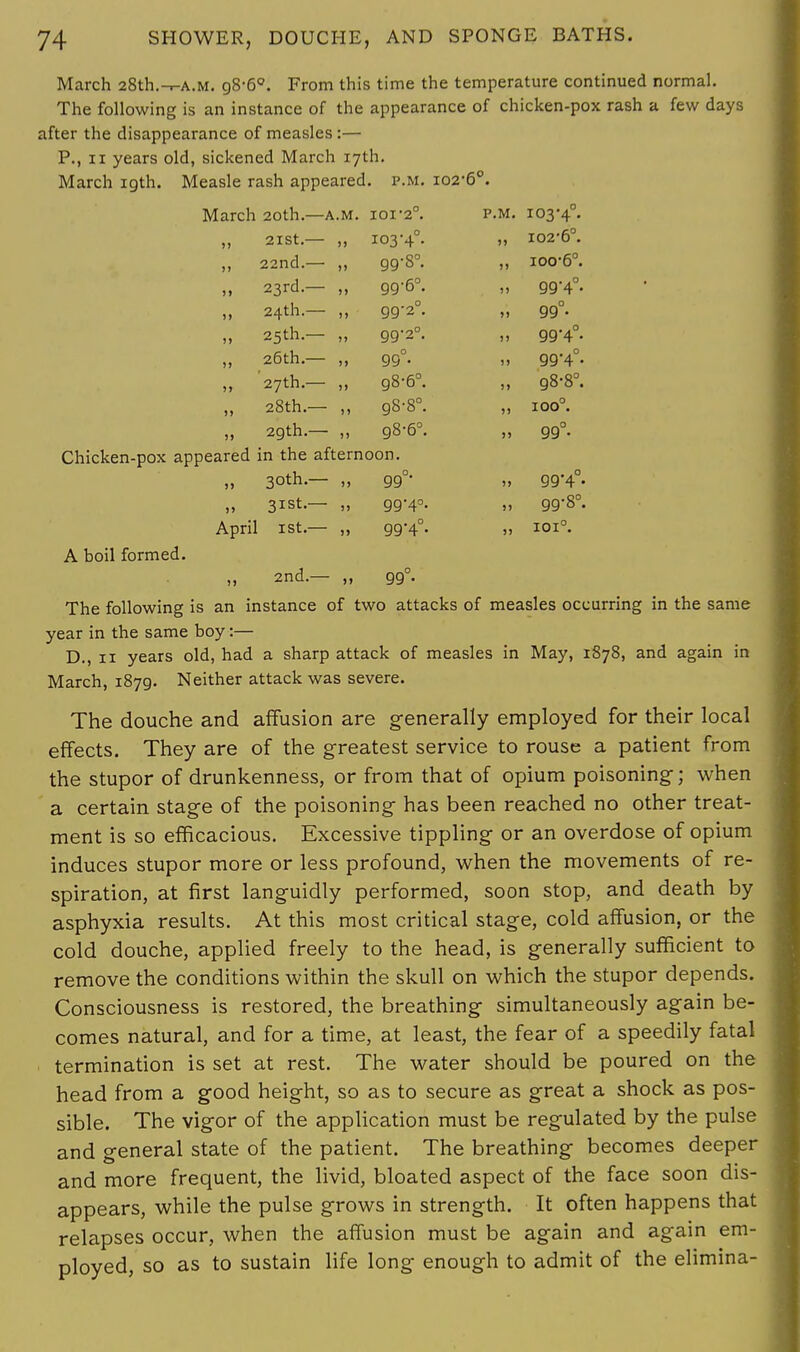 74 SHOWER, DOUCHE, AND SPONGE BATHS.
March 28th.—A.M. 98·6°. From this time the temperature continued normal.
The following is an instance of the appearance of chicken-pox rash a few days
after the disappearance of measles:—
P., 11 years old, sickened March 17th.
March 19th. Measle rash appeared. P.M. 102·6°.
March 20th.—A.M. 101·2°. P.M. 103·4°.
„ 21st.— „ 103·4°. „ 102·6°.
„ 22nd.— „ 99·8°. „ 100·6°.
„ 23rd.— „ 99·6°. „ 99·4°.
„ 24th.— „ 99·2°. „ 99°.
„ 25th.— „ 99·2°. „ 99·4°.
„ 26th.— „ 99°. „ 99·4°.
„ 27th.— „ 98·6°. „ 98·8°.
„ 28th.— „ 98·8°. „ 100°.
„ 29th.— „ 98·6°. „ 99°.
Chicken-pox appeared in the afternoon.
„ 30th.— „ 99°· „ 99·4°.
„ 31st.— „ 99·4°. „ 99·8°.
April 1st.— „ 99·4°. „ 101°.
A boil formed.
„ 2nd.— „ 99°.
The following is an instance of two attacks of measles occurring in the same
year in the same boy:—
D., 11 years old, had a sharp attack of measles in May, 1878, and again in
March, 1879. Neither attack was severe.
The douche and affusion are generally employed for their local
effects. They are of the greatest service to rouse a patient from
the stupor of drunkenness, or from that of opium poisoning; when
a certain stage of the poisoning has been reached no other treat-
ment is so efficacious. Excessive tippling or an overdose of opium
induces stupor more or less profound, when the movements of re-
spiration, at first languidly performed, soon stop, and death by
asphyxia results. At this most critical stage, cold affusion, or the
cold douche, applied freely to the head, is generally sufficient to
remove the conditions within the skull on which the stupor depends.
Consciousness is restored, the breathing simultaneously again be-
comes natural, and for a time, at least, the fear of a speedily fatal
termination is set at rest. The water should be poured on the
head from a good height, so as to secure as great a shock as pos-
sible. The vigor of the application must be regulated by the pulse
and general state of the patient. The breathing becomes deeper
and more frequent, the livid, bloated aspect of the face soon dis-
appears, while the pulse grows in strength. It often happens that
relapses occur, when the affusion must be again and again em-
ployed, so as to sustain life long enough to admit of the elimina-